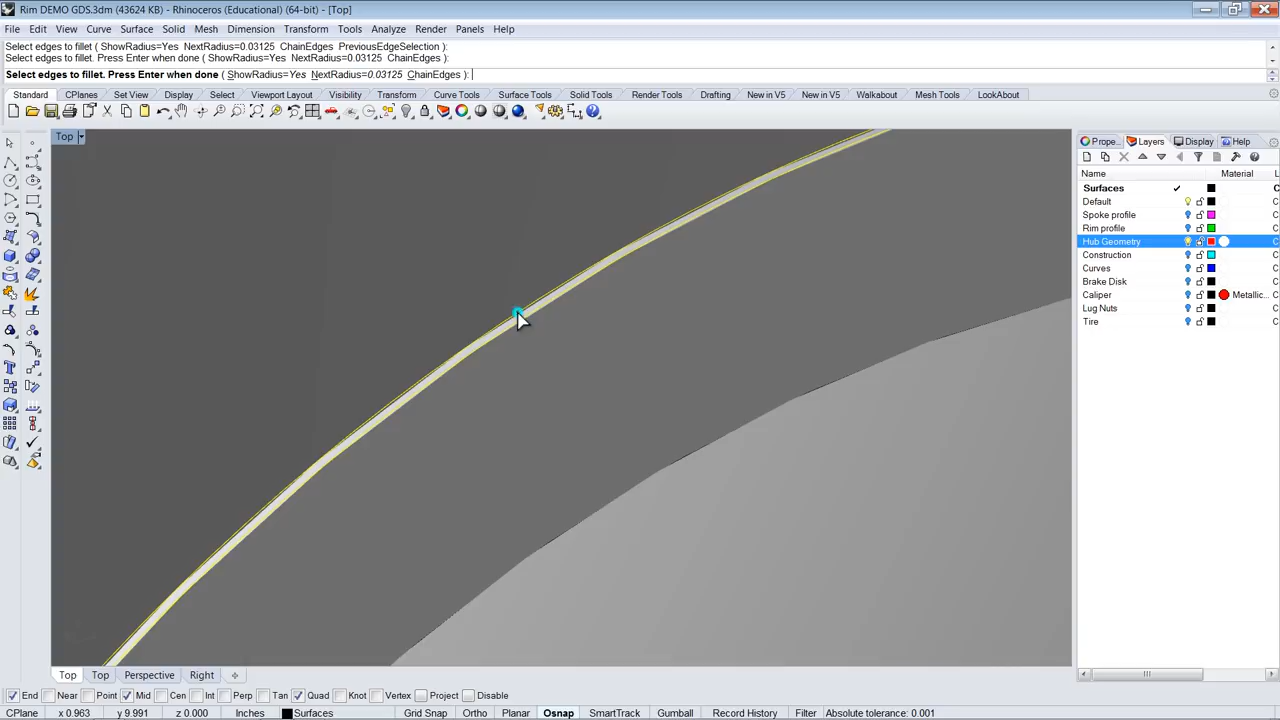 Rim DEMO GDS.3dm (43624 KB) - Rhinoceros (Educational) (64-bit) - [Top]
File Edit View Curve Surface Solid Mesh Dimension Transform Tools Analyze Render Panels Help
Select edges to fillet ( ShowRadius=Yes NextRadius=0.03125 ChainEdges PreviousEdgeSelection ):
Select edges to fillet. Press Enter when done ( ShowRadius=Yes NextRadius=0.03125 ChainEdges ):
Select edges to fillet. Press Enter when done ( ShowRadius=Yes NextRadius=0.03125 ChainEdges ):
Standard CPlanes Set View Display Select Viewport Layout Visibility Transform Curve Tools Surface Tools Solid Tools Render Tools Drafting New in V5 New in V5 Walkabout Mesh Tools LookAbout
Top
Prope... Layers Display Help
Name Material L
Surfaces C
Default C
Spoke profile C
Rim profile C
Hub Geometry C
Construction C
Curves C
Brake Disk C
Caliper Metallic... C
Lug Nuts C
Tire C
Top Top Perspective Right
End Near Point Mid Cen Int Perp Tan Quad Knot Vertex Project Disable
CPlane x 0.963 y 9.991 z 0.000 Inches Surfaces Grid Snap Ortho Planar Osnap SmartTrack Gumball Record History Filter Absolute tolerance: 0.001